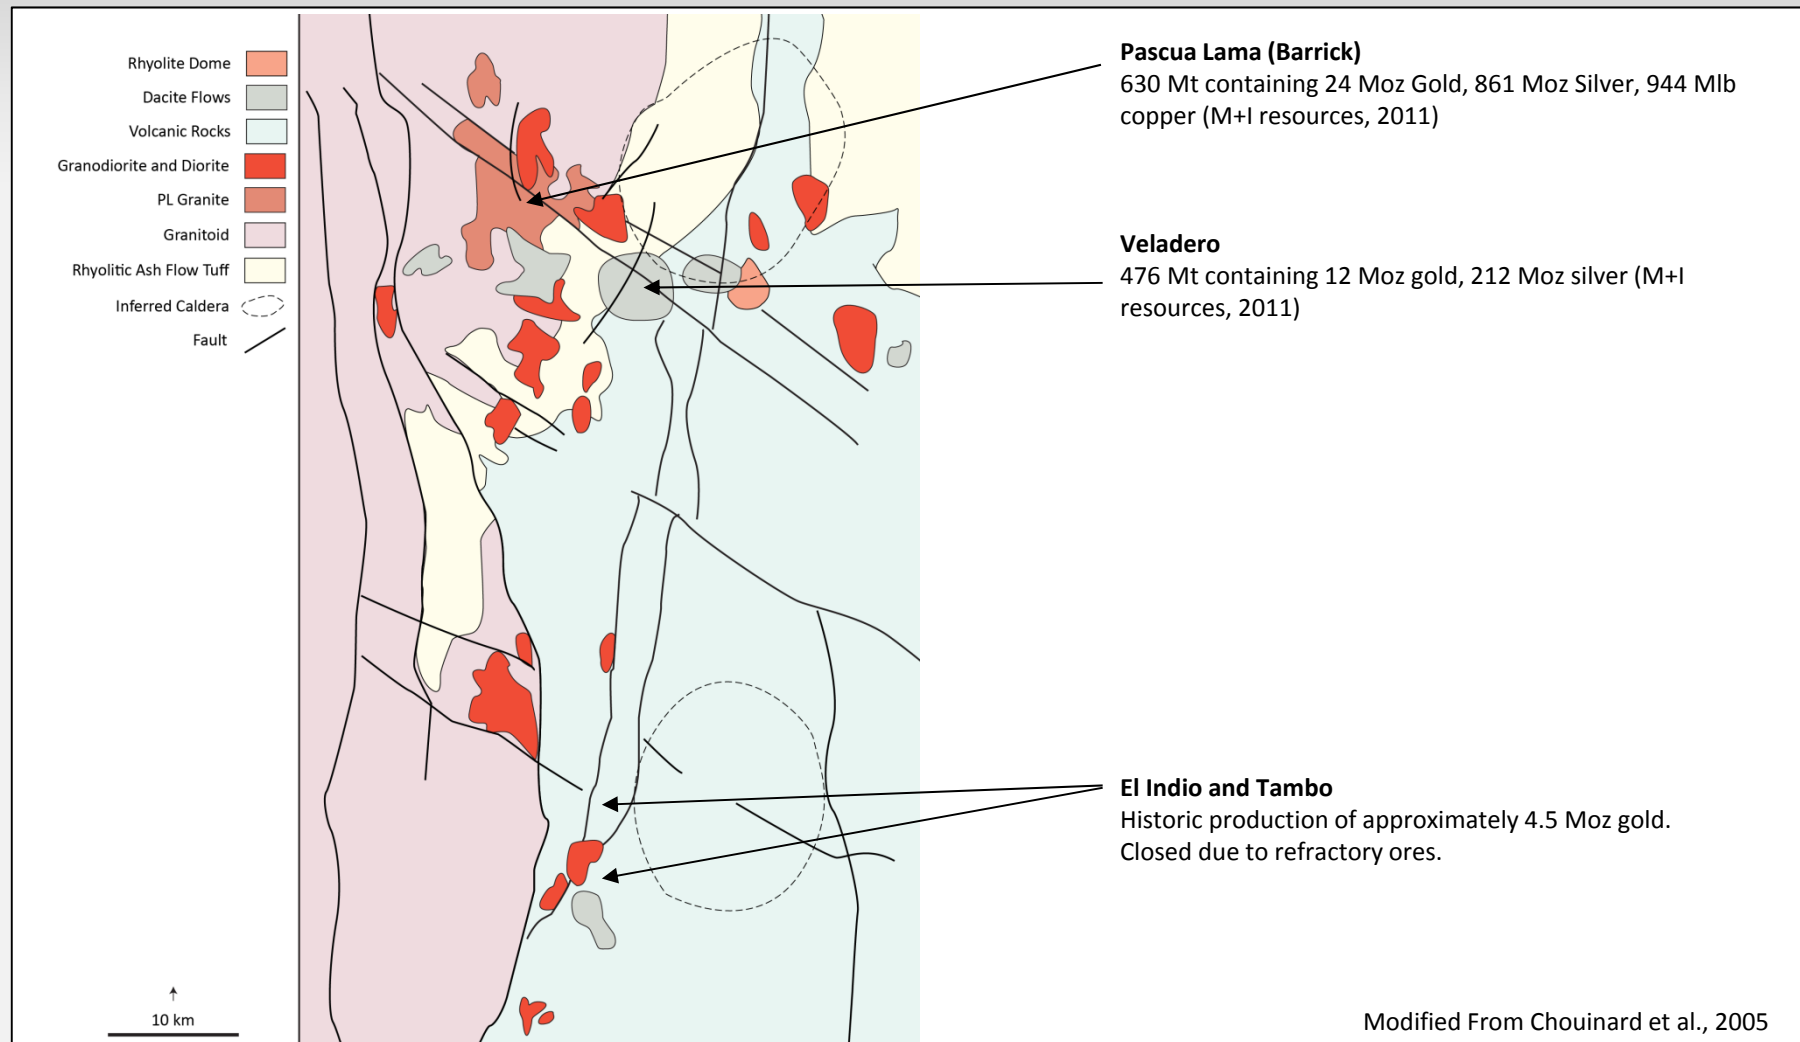 Rhyolite Dome
Dacite Flows
Volcanic Rocks
Granodiorite and Diorite
PL Granite
Granitoid
Rhyolitic Ash Flow Tuff
Inferred Caldera
Fault
10 km
Pascua Lama (Barrick)
630 Mt containing 24 Moz Gold, 861 Moz Silver, 944 Mlb
copper (M+I resources, 2011)
Veladero
476 Mt containing 12 Moz gold, 212 Moz silver (M+I
resources, 2011)
El Indio and Tambo
Historic production of approximately 4.5 Moz gold.
Closed due to refractory ores.
Modified From Chouinard et al., 2005